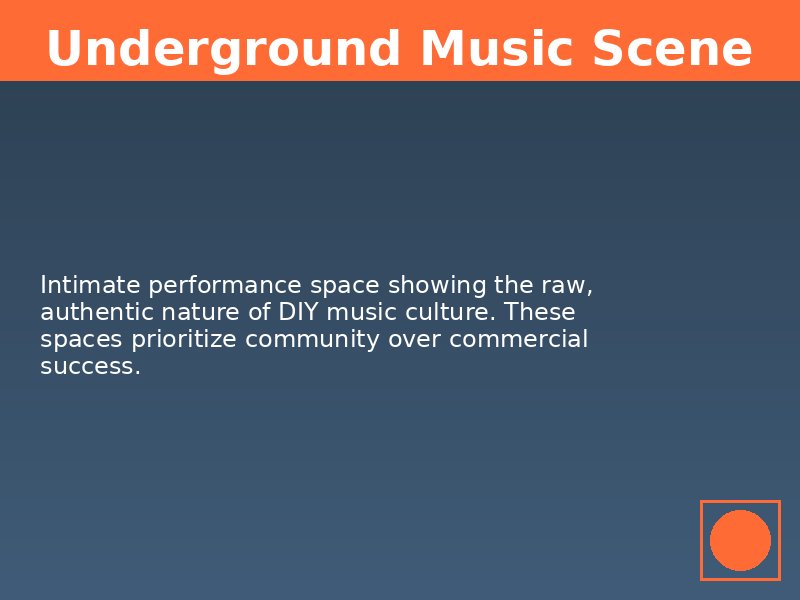 Underground Music Scene
Intimate performance space showing the raw,
authentic nature of DIY music culture. These
spaces prioritize community over commercial
success.